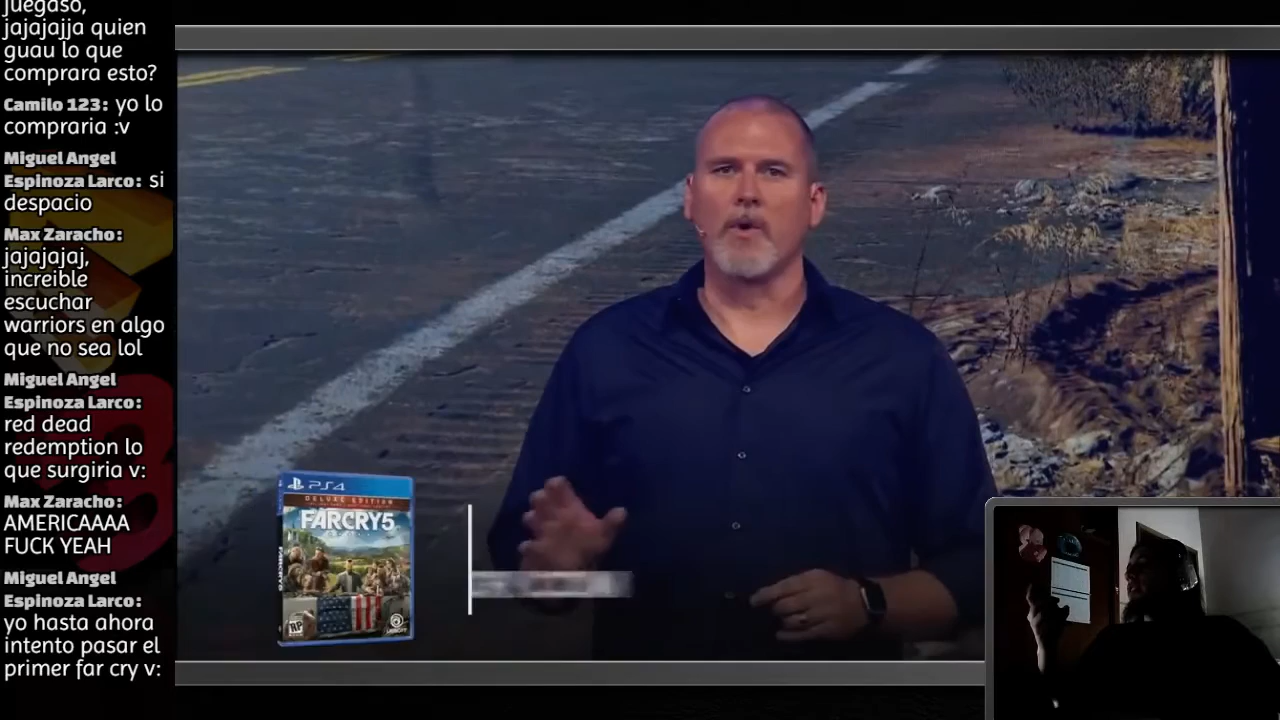 juegaso,
jajajajja quien
guau lo que
comprara esto?
Camilo 123: yo lo
compraria :v
Miguel Angel
Espinoza Larco: si
despacio
Max Zaracho:
jajajajaj,
increible
escuchar
warriors en algo
que no sea lol
Miguel Angel
Espinoza Larco:
red dead
redemption lo
que surgiria v:
Max Zaracho:
AMERICAAAA
FUCK YEAH
Miguel Angel
Espinoza Larco:
yo hasta ahora
intento pasar el
primer far cry v:
PS4
DELUXE EDITION
FARCRY5
RP
UBISOFT